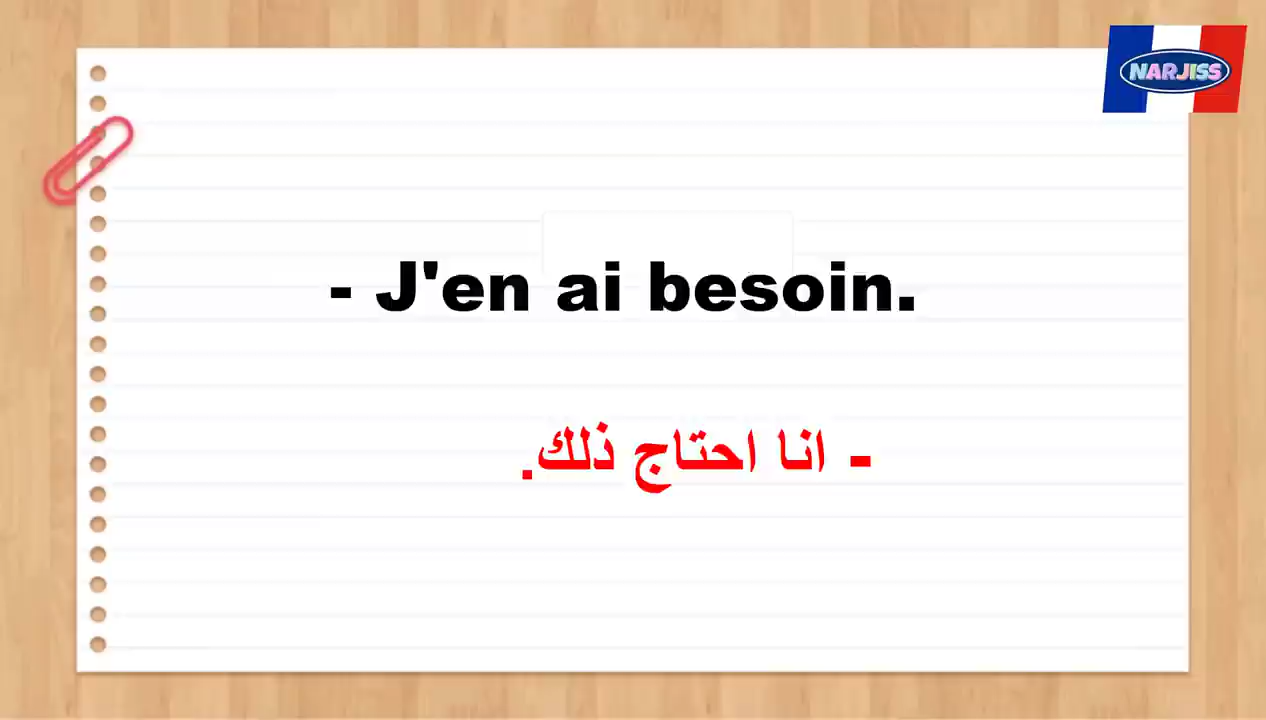 NARJISS
- J'en ai besoin.
- انا احتاج ذلك.